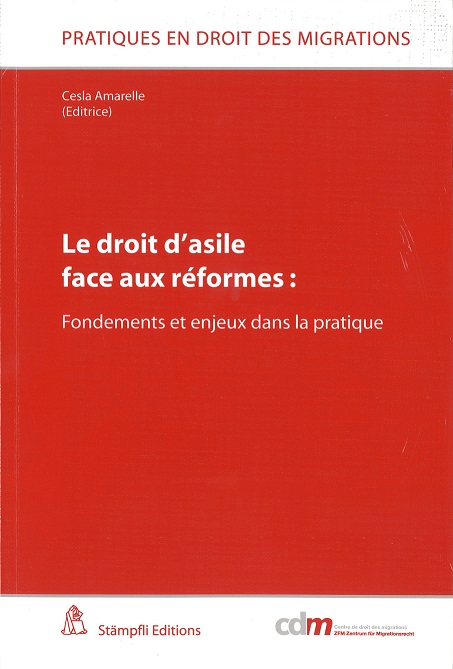 PRATIQUES EN DROIT DES MIGRATIONS
Cesla Amarelle
(Editrice)
Le droit d'asile
face aux réformes :
Fondements et enjeux dans la pratique
Stämpfli Editions
cdm
Centre de droit des migrations
ZFM Zentrum für Migrationsrecht